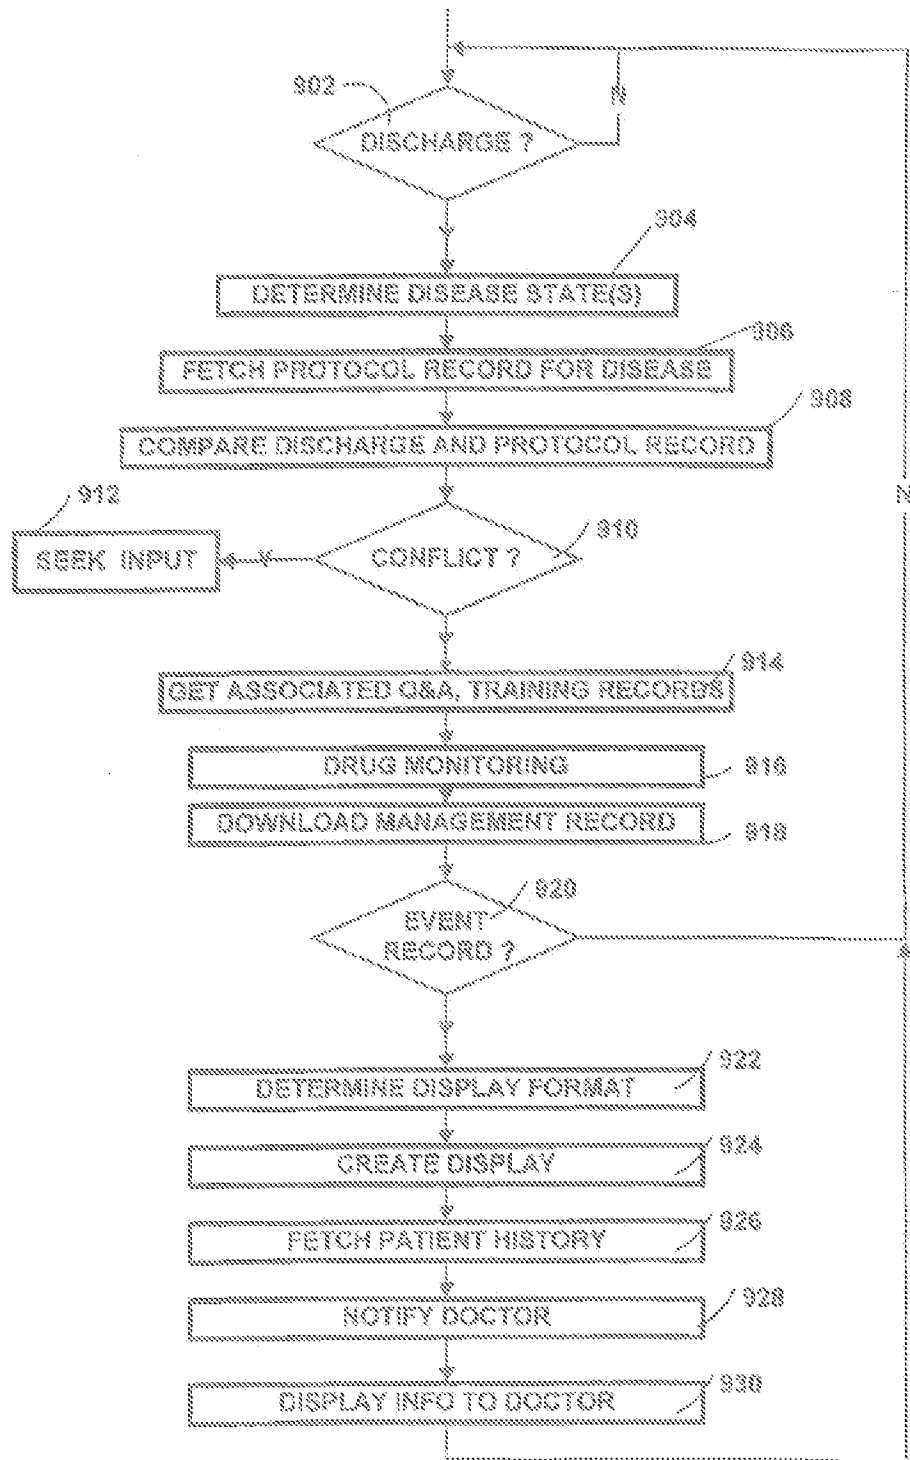 902
N
DISCHARGE ?
Y
904
DETERMINE DISEASE STATE(S)
906
FETCH PROTOCOL RECORD FOR DISEASE
908
COMPARE DISCHARGE AND PROTOCOL RECORD
912
N
910
SEEK INPUT
Y
CONFLICT ?
914
GET ASSOCIATED Q&A, TRAINING RECORDS
DRUG MONITORING
916
DOWNLOAD MANAGEMENT RECORD
918
920
EVENT
RECORD ?
922
DETERMINE DISPLAY FORMAT
924
CREATE DISPLAY
926
FETCH PATIENT HISTORY
928
NOTIFY DOCTOR
930
DISPLAY INFO TO DOCTOR